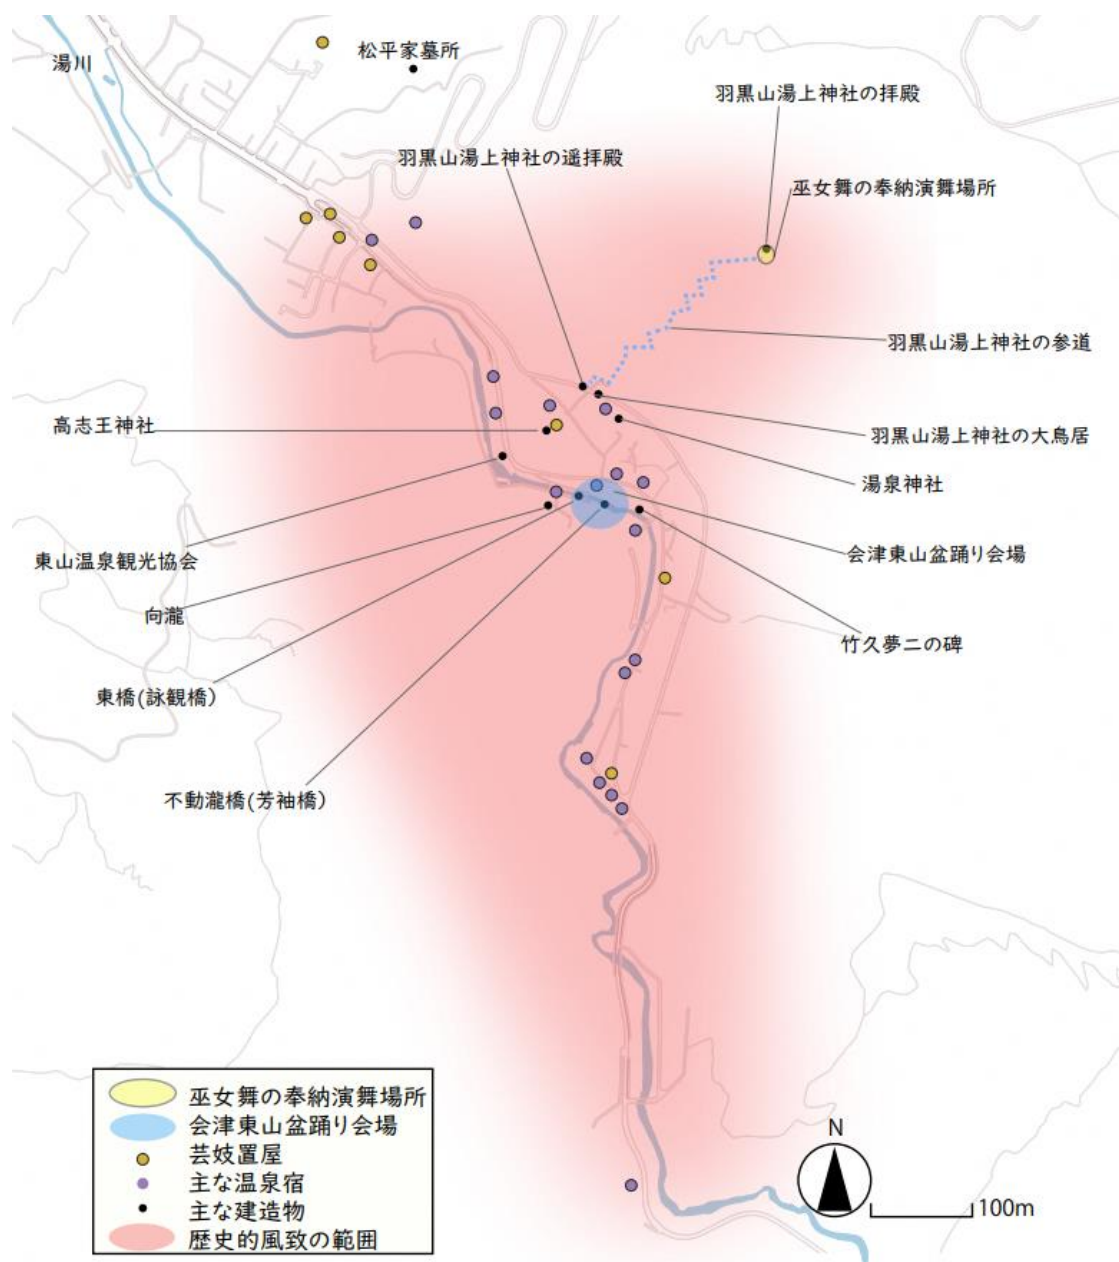 松平家墓所
湯川
羽黒山湯上神社の拝殿
羽黒山湯上神社の遥拝殿
巫女舞の奉納演舞場所
羽黒山湯上神社の参道
高志王神社
羽黒山湯上神社の大鳥居
湯泉神社
東山温泉観光協会
会津東山盆踊り会場
向瀧
竹久夢二の碑
東橋(詠観橋)
不動瀧橋(芳袖橋)
巫女舞の奉納演舞場所
会津東山盆踊り会場
芸妓置屋
主な温泉宿
主な建造物
歴史的風致の範囲
N
100m